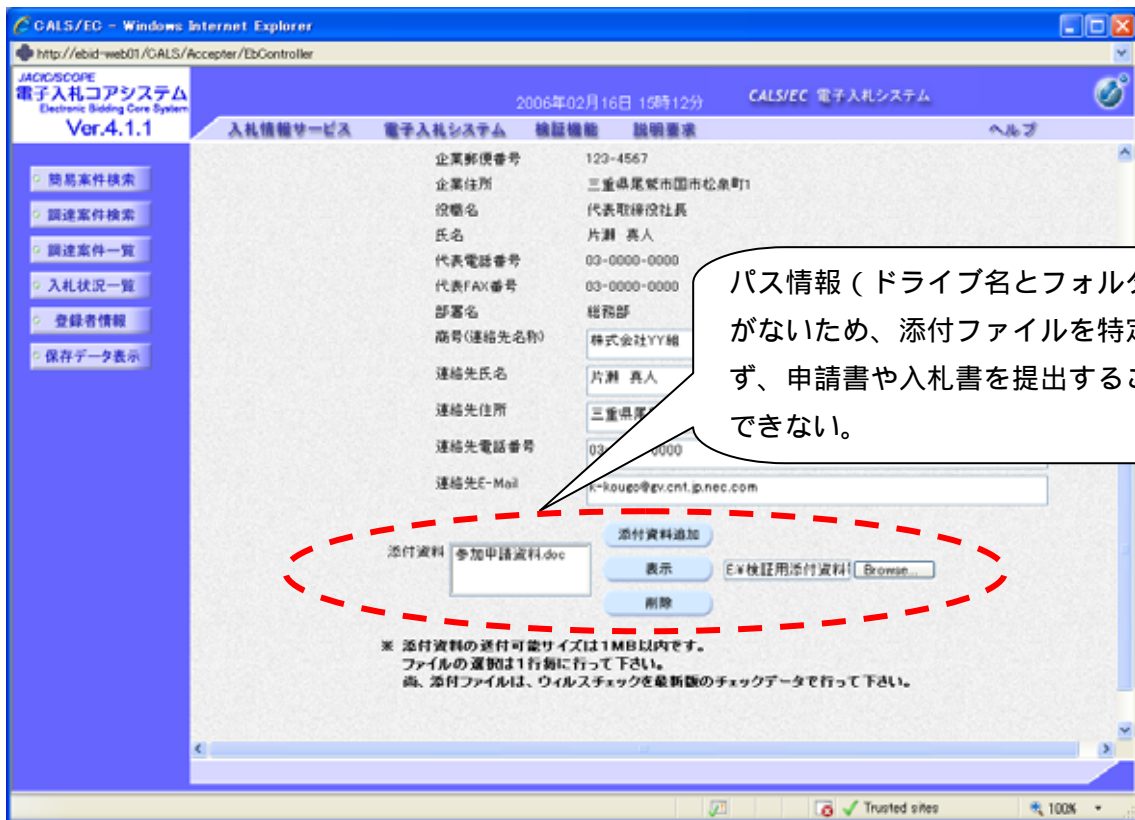 CALS/EC - Windows Internet Explorer
http://ebid-web01/CALS/Accepter/EbController
JACIC/SCOPE
電子入札コアシステム
Electronic Bidding Core System
Ver.4.1.1
2006年02月16日 15時12分
CALS/EC 電子入札システム
入札情報サービス 電子入札システム 検証機能 説明要求 ヘルプ
簡易案件検索
調達案件検索
調達案件一覧
入札状況一覧
登録者情報
保存データ表示
企業郵便番号 123-4567
企業住所 三重県尾鷲市国市松泉町1
役職名 代表取締役社長
氏名 片瀬 真人
代表電話番号 03-0000-0000
代表FAX番号 03-0000-0000
部署名 総務部
商号(連絡先名称) 株式会社YY組
連絡先氏名 片瀬 真人
連絡先住所 三重県
連絡先電話番号 03- 0000
連絡先E-Mail k-kougo@gv.cnt.jp.nec.com
パス情報(ドライブ名とフォルダ
がないため、添付ファイルを特定
ず、申請書や入札書を提出するこ
できない。
添付資料 参加申請資料.doc
添付資料追加
表示 E:¥検証用添付資料 Browse...
削除
※ 添付資料の送付可能サイズは1MB以内です。
ファイルの選択は1行毎に行って下さい。
尚、添付ファイルは、ウィルスチェックを最新版のチェックデータで行って下さい。
Trusted sites 100%